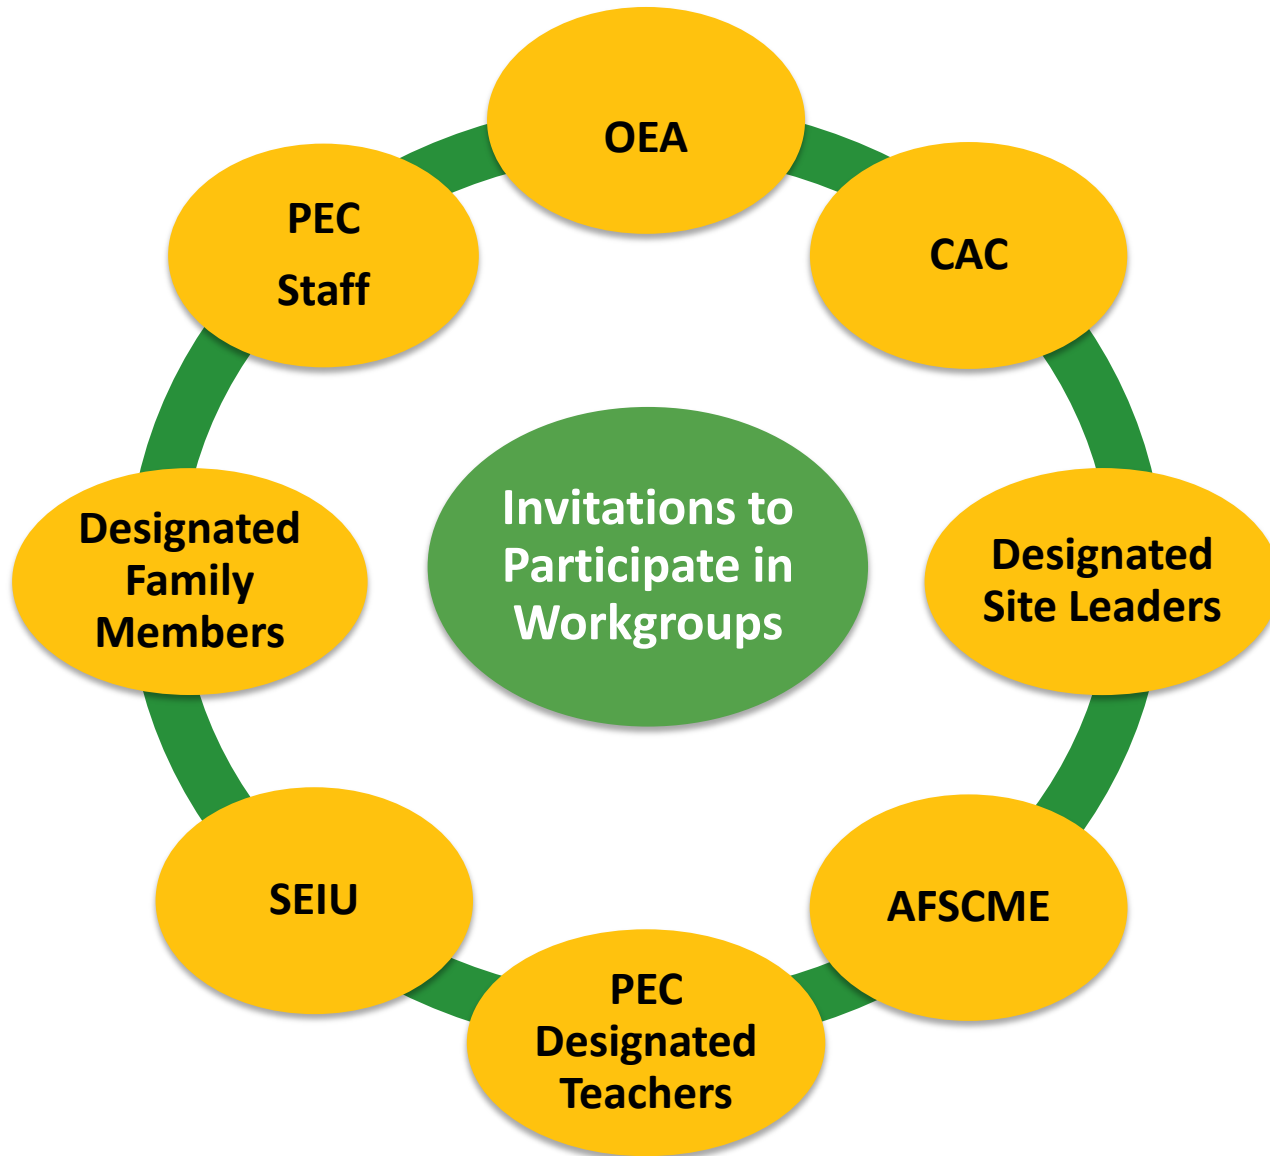 OEA
PEC
Staff
CAC
Invitations to
Participate in
Workgroups
Designated
Family
Members
Designated
Site Leaders
SEIU
AFSCME
PEC
Designated
Teachers